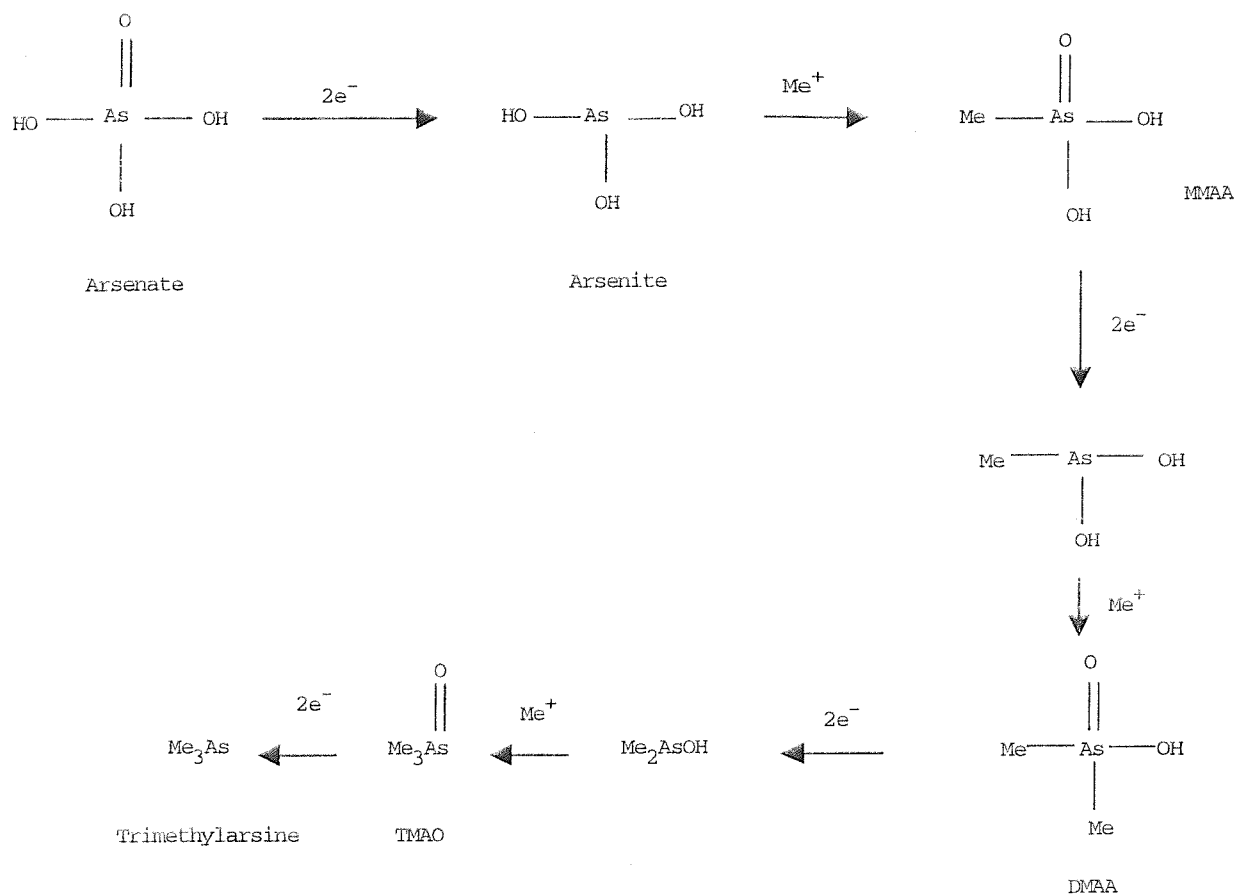 O
HO As OH
OH
Arsenate
2e⁻
HO As OH
OH
Arsenite
Me⁺
O
Me As OH
OH
MMAA
2e⁻
Me As OH
OH
Me⁺
O
Me As OH
Me
DMAA
2e⁻
Me₂AsOH
Me⁺
O
Me₃As
TMAO
2e⁻
Me₃As
Trimethylarsine